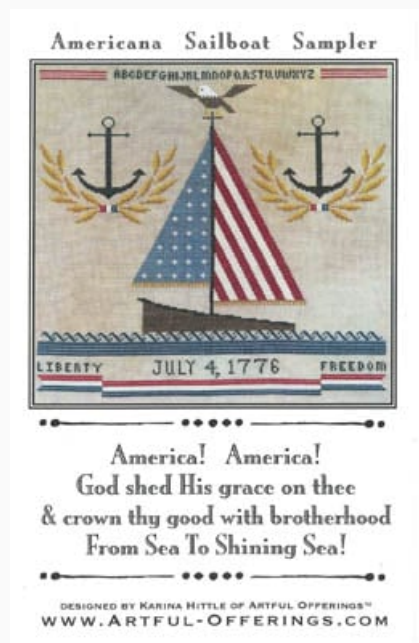 Americana Sailboat Sampler
ABCDEFGHIJKLMNOPQRSTUVWXYZ
LIBERTY JULY 4, 1776 FREEDOM
America! America!
God shed His grace on thee
& crown thy good with brotherhood
From Sea To Shining Sea!
DESIGNED BY KARINA HITTLE OF ARTFUL OFFERINGS™
WWW.ARTFUL-OFFERINGS.COM